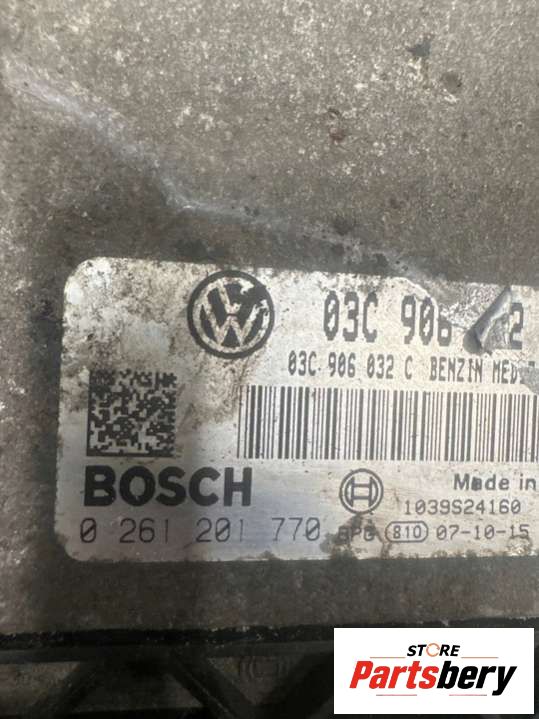 03C 906
03C 906 032 C BENZIN MED
BOSCH
Made in
1039S24160
0 261 201 770
810 07-10-15
STORE
Partsbery